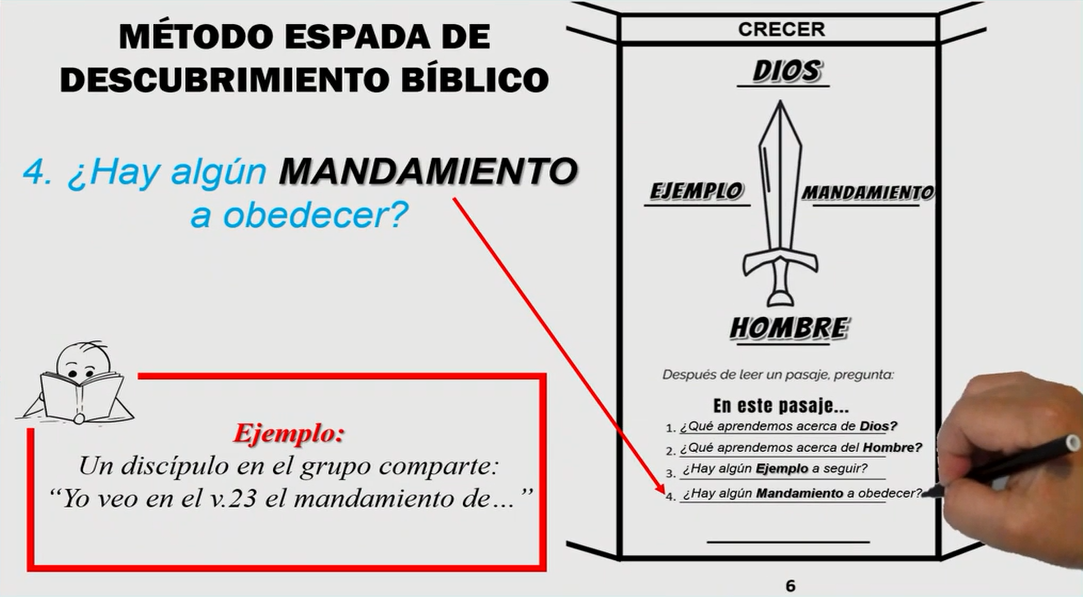 MÉTODO ESPADA DE
DESCUBRIMIENTO BÍBLICO
4. ¿Hay algún MANDAMIENTO
a obedecer?
Ejemplo:
Un discípulo en el grupo comparte:
“Yo veo en el v.23 el mandamiento de…”
CRECER
DIOS
EJEMPLO
MANDAMIENTO
HOMBRE
Después de leer un pasaje, pregunta:
En este pasaje...
1. ¿Qué aprendemos acerca de Dios?
2. ¿Qué aprendemos acerca del Hombre?
3. ¿Hay algún Ejemplo a seguir?
4. ¿Hay algún Mandamiento a obedecer?
6